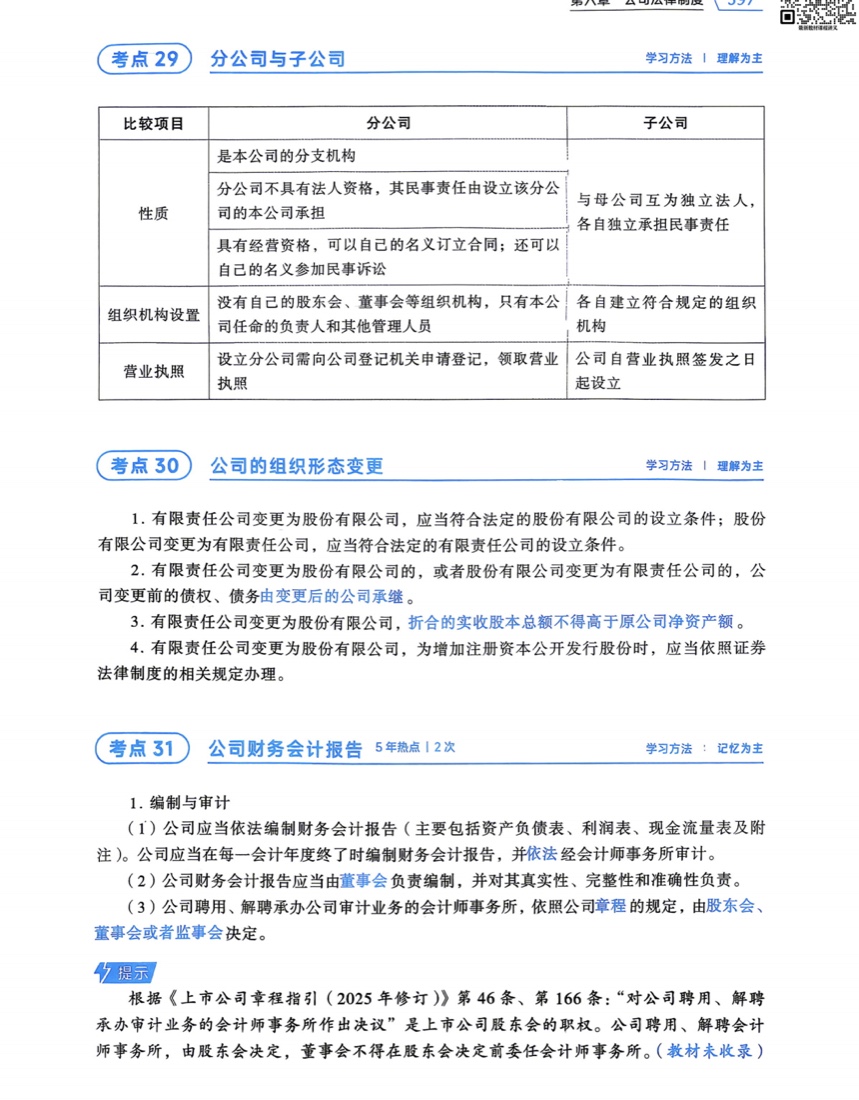 第六章 公司法律制度 397
考点 29 分公司与子公司 学习方法 | 理解为主
比较项目 分公司 子公司
性质
是本公司的分支机构
分公司不具有法人资格，其民事责任由设立该分公
司的本公司承担
具有经营资格，可以自己的名义订立合同；还可以
自己的名义参加民事诉讼
与母公司互为独立法人，
各自独立承担民事责任
组织机构设置
没有自己的股东会、董事会等组织机构，只有本公
司任命的负责人和其他管理人员
各自建立符合规定的组织
机构
营业执照
设立分公司需向公司登记机关申请登记，领取营业
执照
公司自营业执照签发之日
起设立
考点 30 公司的组织形态变更 学习方法 | 理解为主
1. 有限责任公司变更为股份有限公司，应当符合法定的股份有限公司的设立条件；股份
有限公司变更为有限责任公司，应当符合法定的有限责任公司的设立条件。
2. 有限责任公司变更为股份有限公司的，或者股份有限公司变更为有限责任公司的，公
司变更前的债权、债务由变更后的公司承继。
3. 有限责任公司变更为股份有限公司，折合的实收股本总额不得高于原公司净资产额。
4. 有限责任公司变更为股份有限公司，为增加注册资本公开发行股份时，应当依照证券
法律制度的相关规定办理。
考点 31 公司财务会计报告 5年热点 | 2次 学习方法 : 记忆为主
1. 编制与审计
（1）公司应当依法编制财务会计报告（主要包括资产负债表、利润表、现金流量表及附
注）。公司应当在每一会计年度终了时编制财务会计报告，并依法经会计师事务所审计。
（2）公司财务会计报告应当由董事会负责编制，并对其真实性、完整性和准确性负责。
（3）公司聘用、解聘承办公司审计业务的会计师事务所，依照公司章程的规定，由股东会、
董事会或者监事会决定。
提示
根据《上市公司章程指引（2025 年修订）》第 46 条、第 166 条：“对公司聘用、解聘
承办审计业务的会计师事务所作出决议”是上市公司股东会的职权。公司聘用、解聘会计
师事务所，由股东会决定，董事会不得在股东会决定前委任会计师事务所。（教材未收录）